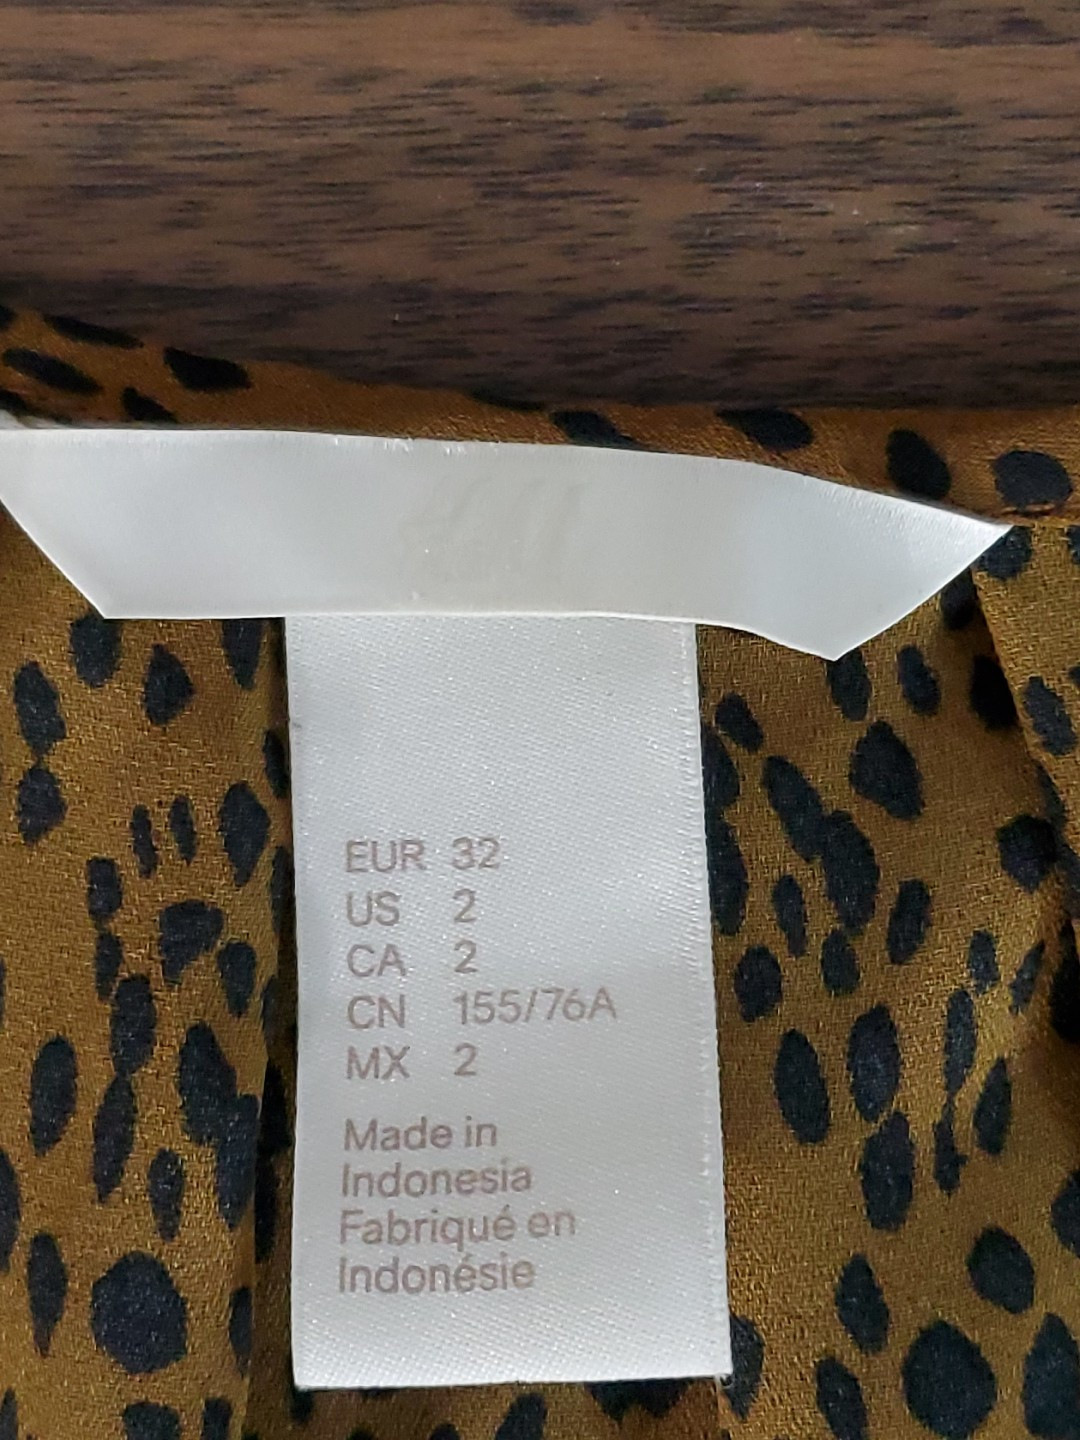 H&M
EUR 32
US 2
CA 2
CN 155/76A
MX 2
Made in
Indonesia
Fabriqué en
Indonésie